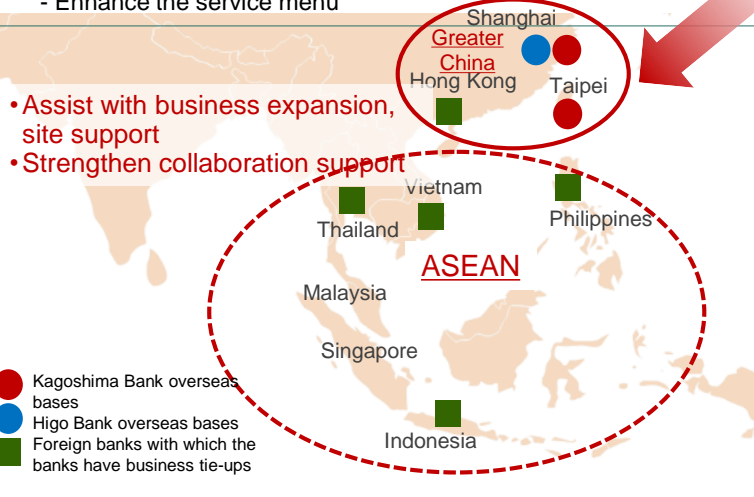 - Enhance the service menu
Shanghai
Greater
China
Hong Kong
Taipei
•Assist with business expansion,
site support
•Strengthen collaboration support
Vietnam
Thailand
Philippines
ASEAN
Malaysia
Singapore
Indonesia
Kagoshima Bank overseas
bases
Higo Bank overseas bases
Foreign banks with which the
banks have business tie-ups